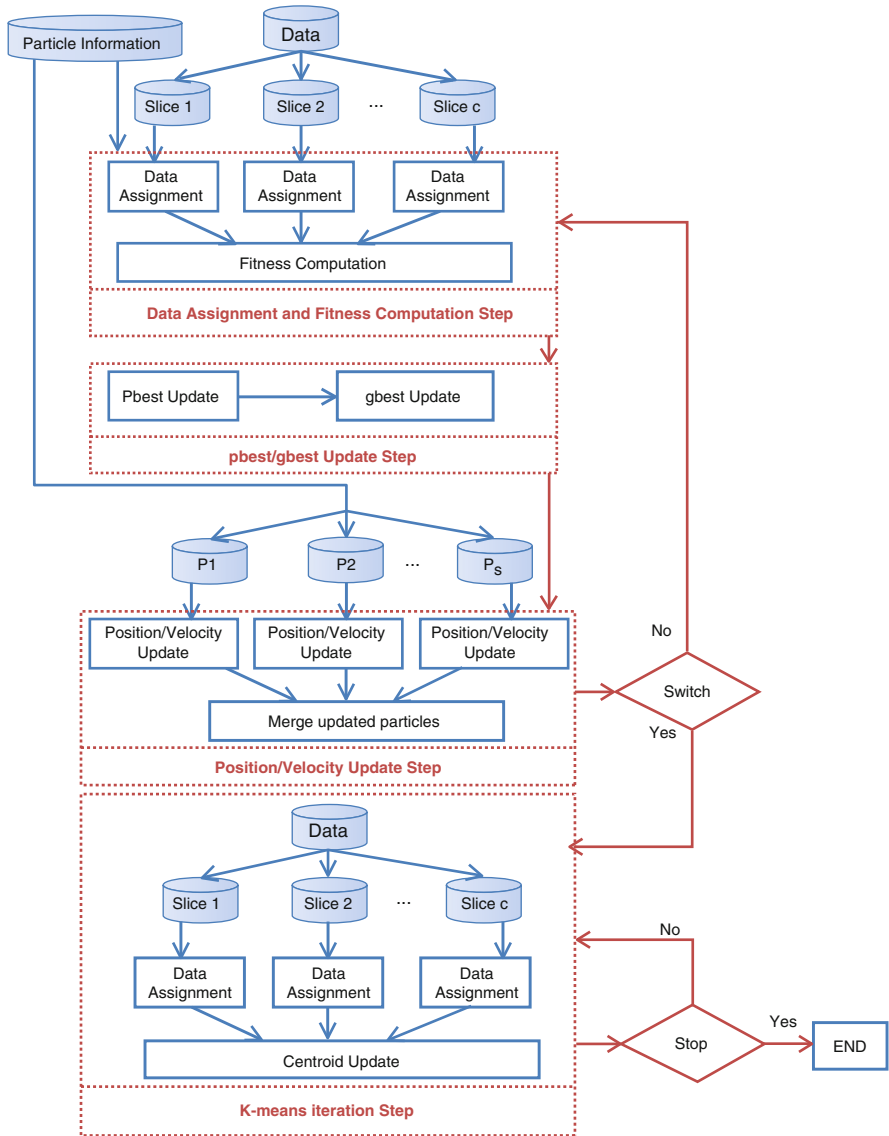 Particle Information
Data
Slice 1
Slice 2
...
Slice c
Data
Assignment
Data
Assignment
Data
Assignment
Fitness Computation
Data Assignment and Fitness Computation Step
Pbest Update
gbest Update
pbest/gbest Update Step
P1
P2
...
Ps
Position/Velocity
Update
Position/Velocity
Update
Position/Velocity
Update
No
Switch
Merge updated particles
Yes
Position/Velocity Update Step
Data
Slice 1
Slice 2
...
Slice c
No
Data
Assignment
Data
Assignment
Data
Assignment
Yes
Stop
END
Centroid Update
K-means iteration Step